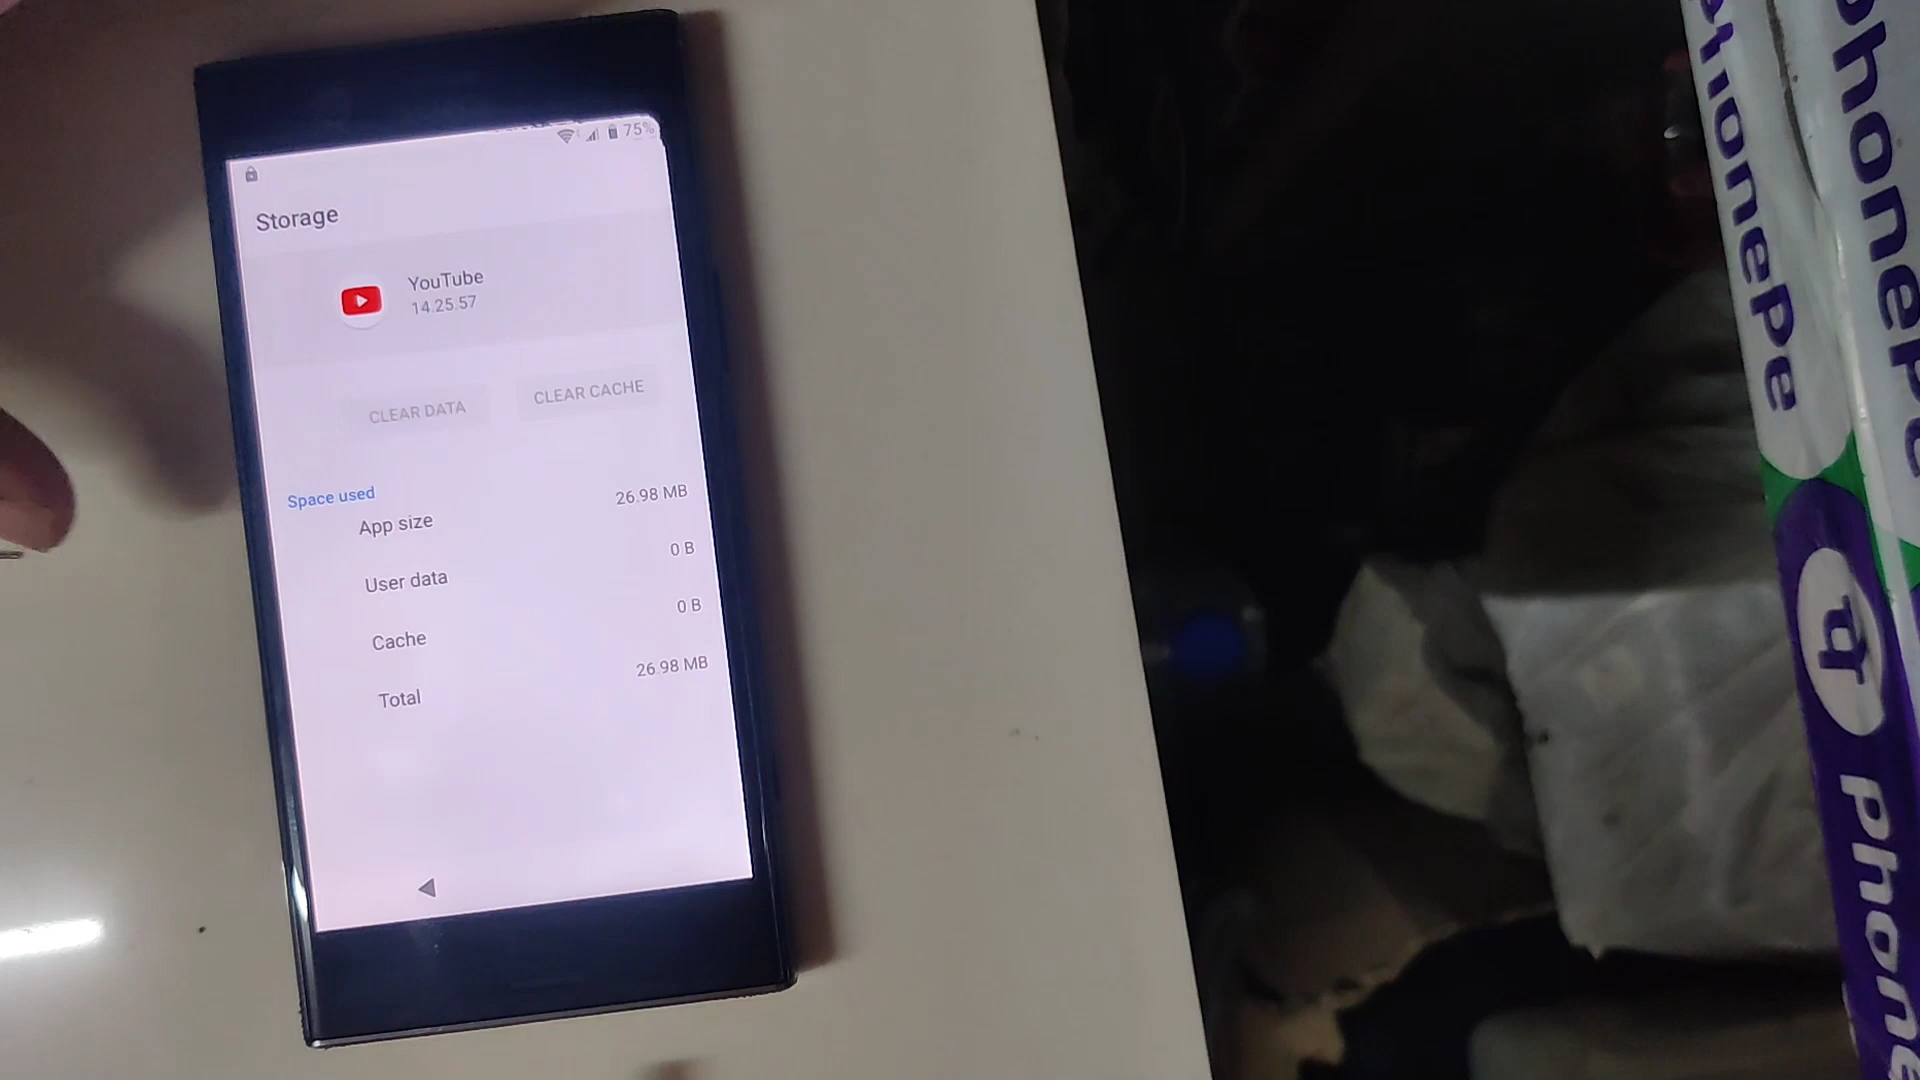 75%
Storage
YouTube
14.25.57
CLEAR DATA
CLEAR CACHE
Space used
App size
26.98 MB
User data
0 B
Cache
0 B
Total
26.98 MB
Phonepe
phonepe
पे
Phone